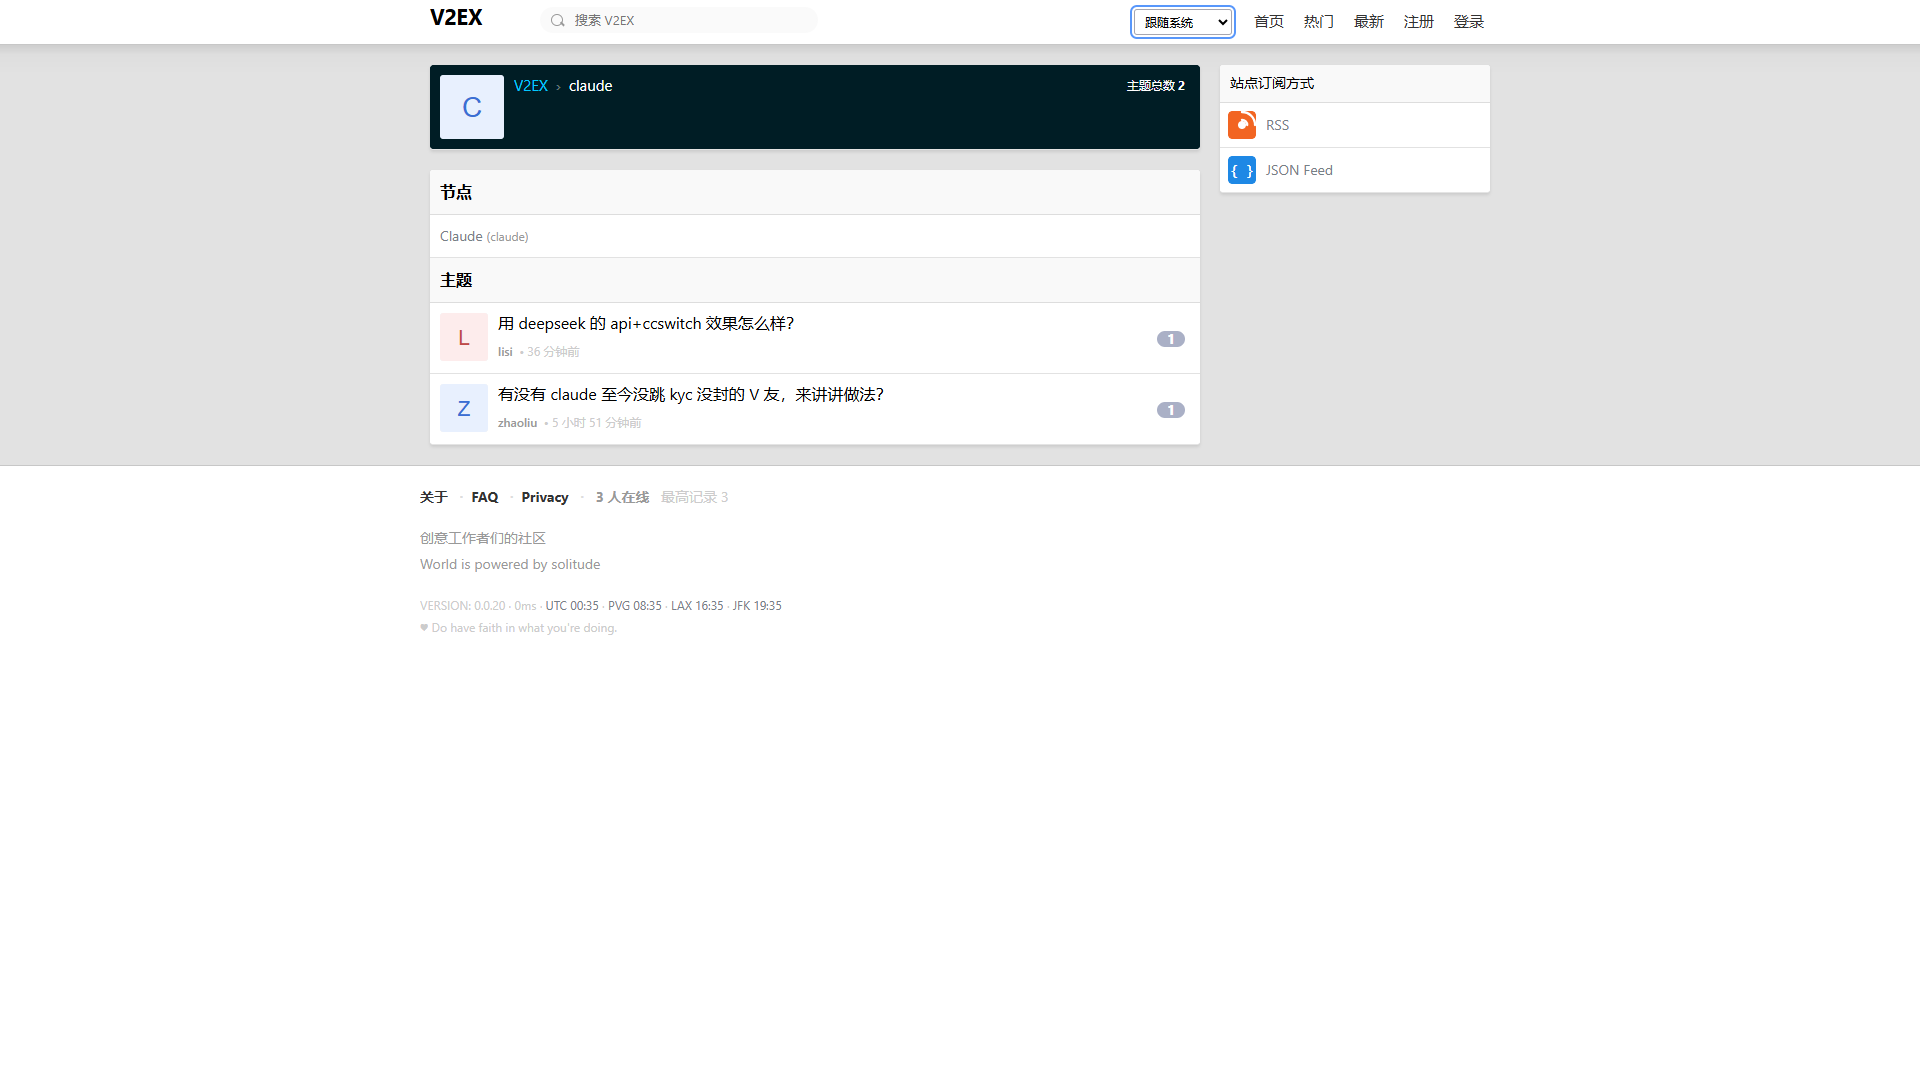 V2EX
搜索 V2EX
跟随系统
首页 热门 最新 注册 登录
C
V2EX › claude
主题总数 2
节点
Claude (claude)
主题
L
用 deepseek 的 api+ccswitch 效果怎么样？
lisi • 36 分钟前
1
Z
有没有 claude 至今没跳 kyc 没封的 V 友，来讲讲做法？
zhaoliu • 5 小时 51 分钟前
1
站点订阅方式
RSS
{ } JSON Feed
关于 · FAQ · Privacy · 3 人在线 最高记录 3
创意工作者们的社区
World is powered by solitude
VERSION: 0.0.20 · 0ms · UTC 00:35 · PVG 08:35 · LAX 16:35 · JFK 19:35
♥ Do have faith in what you're doing.